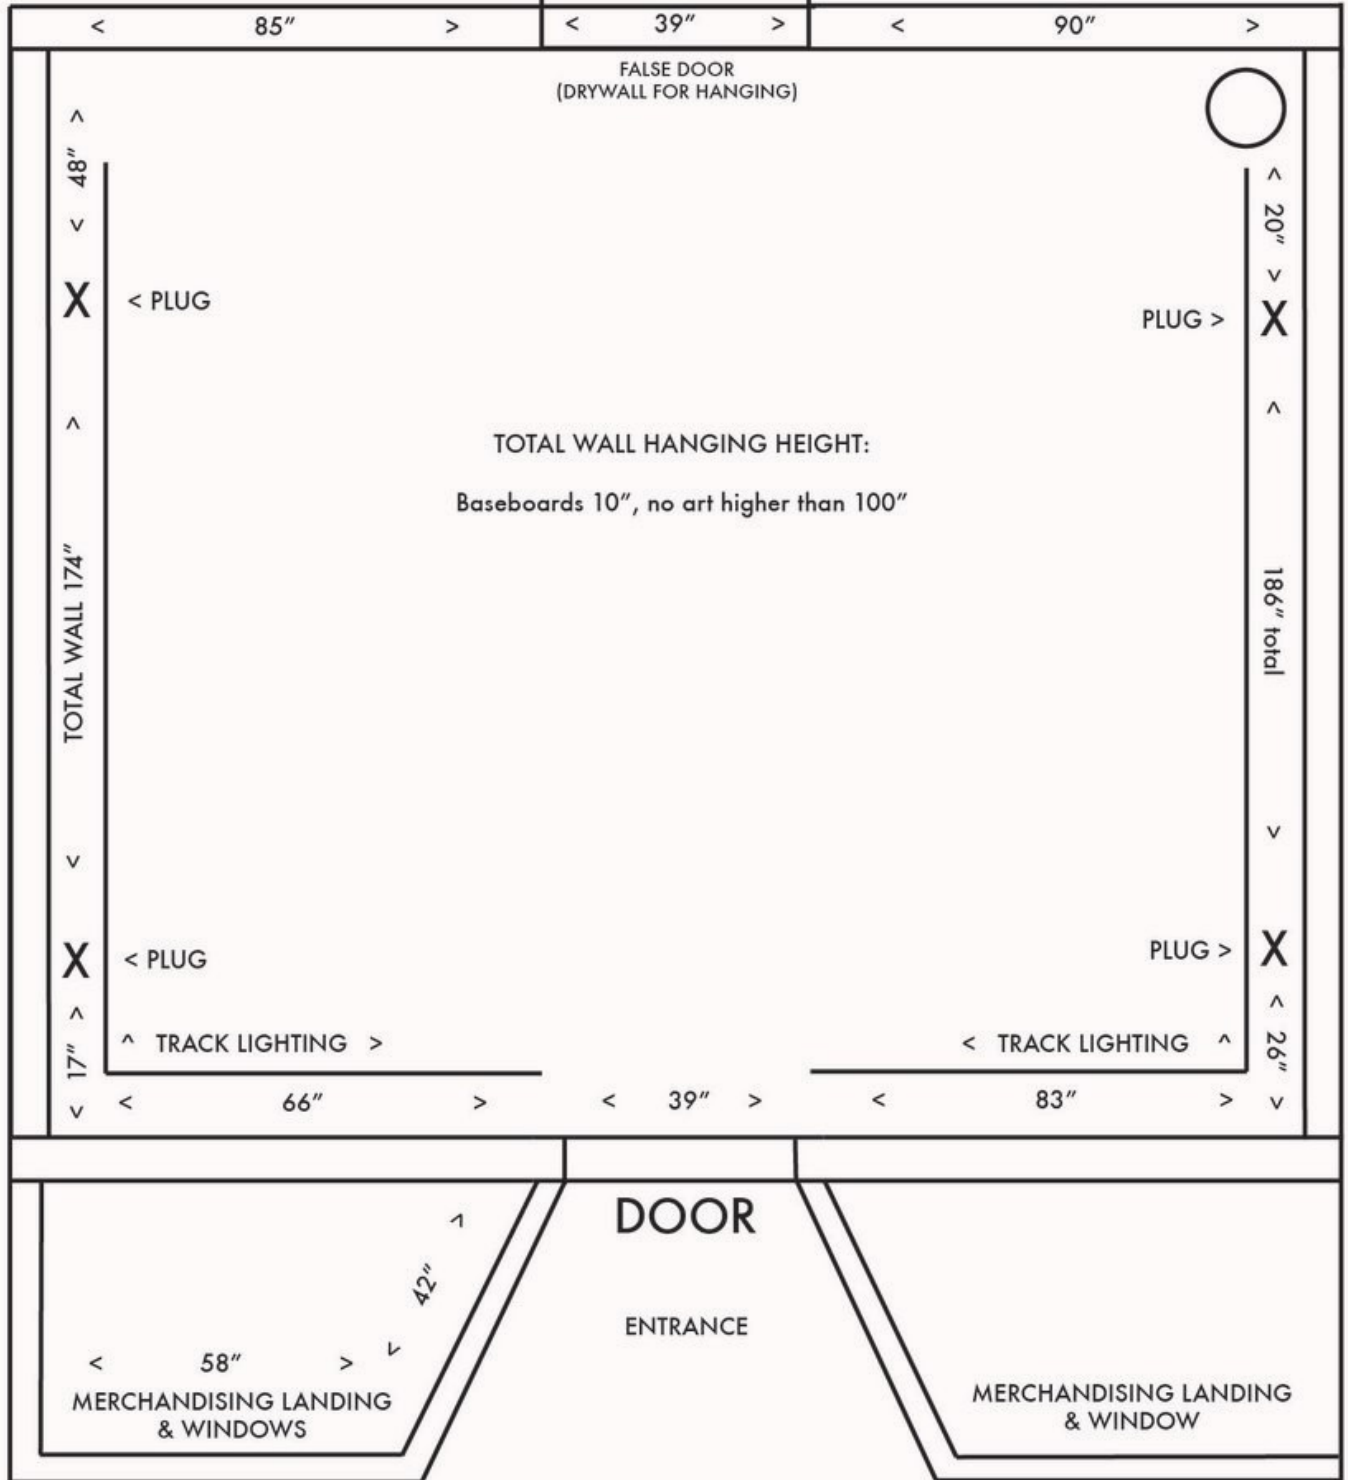 < 85” >
< 39” >
< 90” >
FALSE DOOR
(DRYWALL FOR HANGING)
< 48” >
< 20” >
X < PLUG
PLUG > X
TOTAL WALL HANGING HEIGHT:
Baseboards 10”, no art higher than 100”
< TOTAL WALL 174” >
< 186” total >
X < PLUG
PLUG > X
^ TRACK LIGHTING >
< TRACK LIGHTING ^
< 17” >
< 26” >
< 66” >
< 39” >
< 83” >
DOOR
ENTRANCE
< 42” >
< 58” >
MERCHANDISING LANDING
& WINDOWS
MERCHANDISING LANDING
& WINDOW